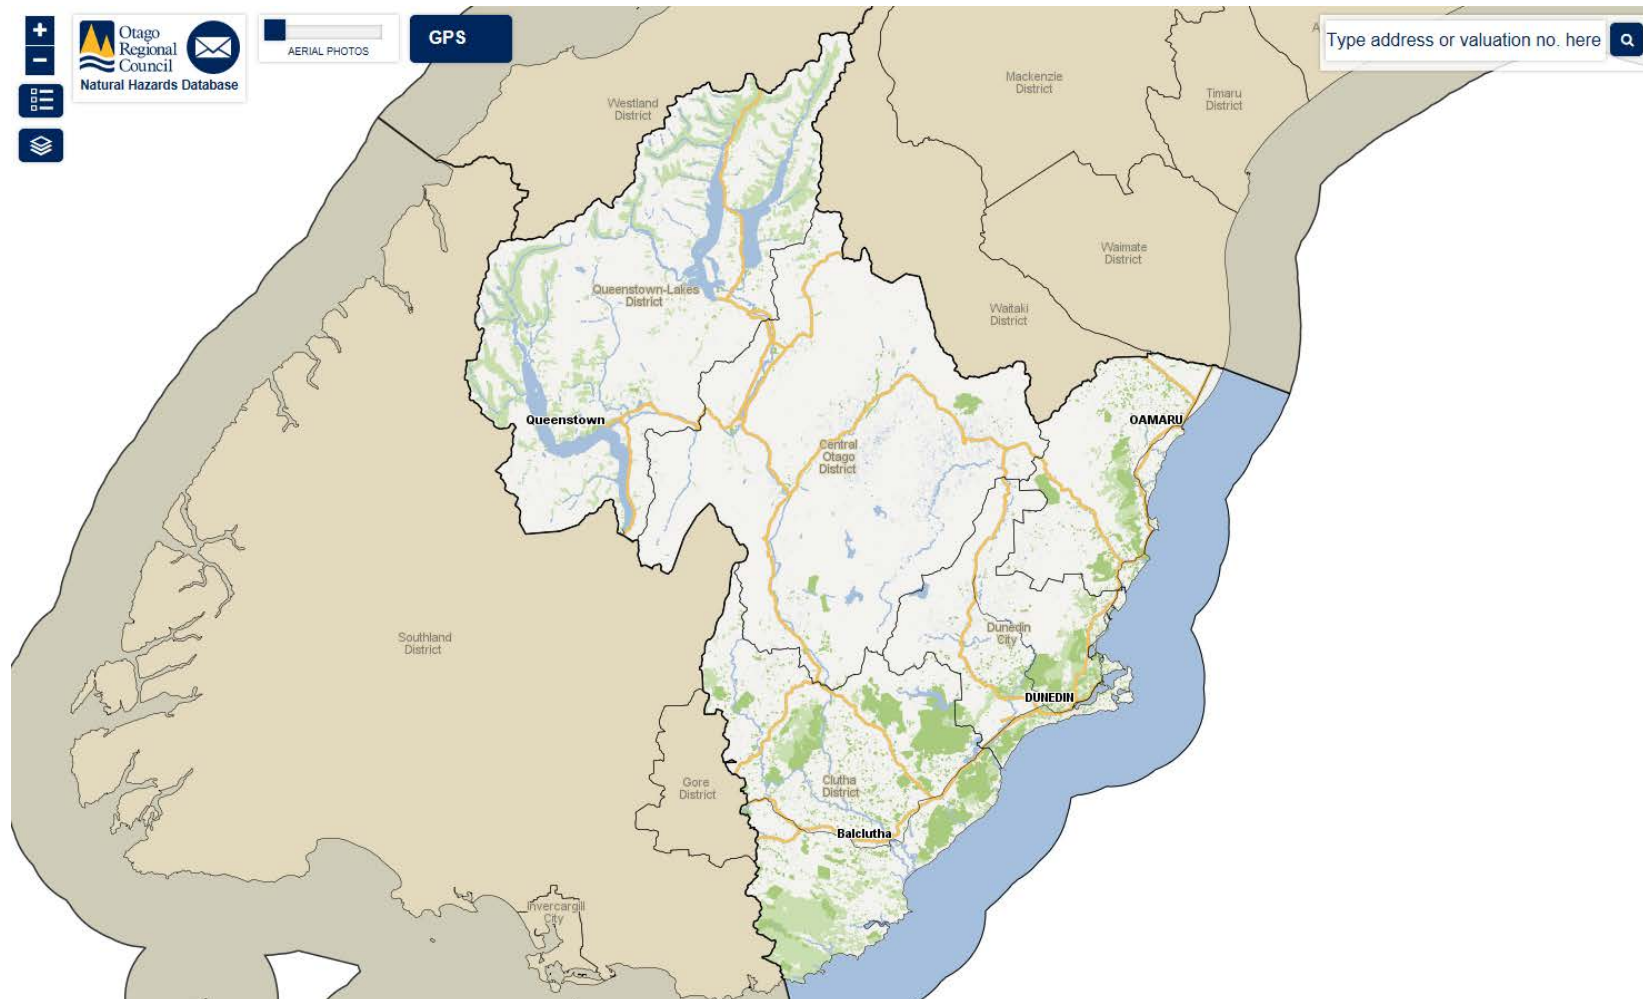 +
−
Otago
Regional
Council
Natural Hazards Database
AERIAL PHOTOS
GPS
Type address or valuation no. here
Mackenzie
District
Timaru
District
Westland
District
Waimate
District
Waitaki
District
Queenstown-Lakes
District
Queenstown
OAMARU
Central
Otago
District
Southland
District
Dunedin
City
DUNEDIN
Gore
District
Clutha
District
Balclutha
Invercargill
City